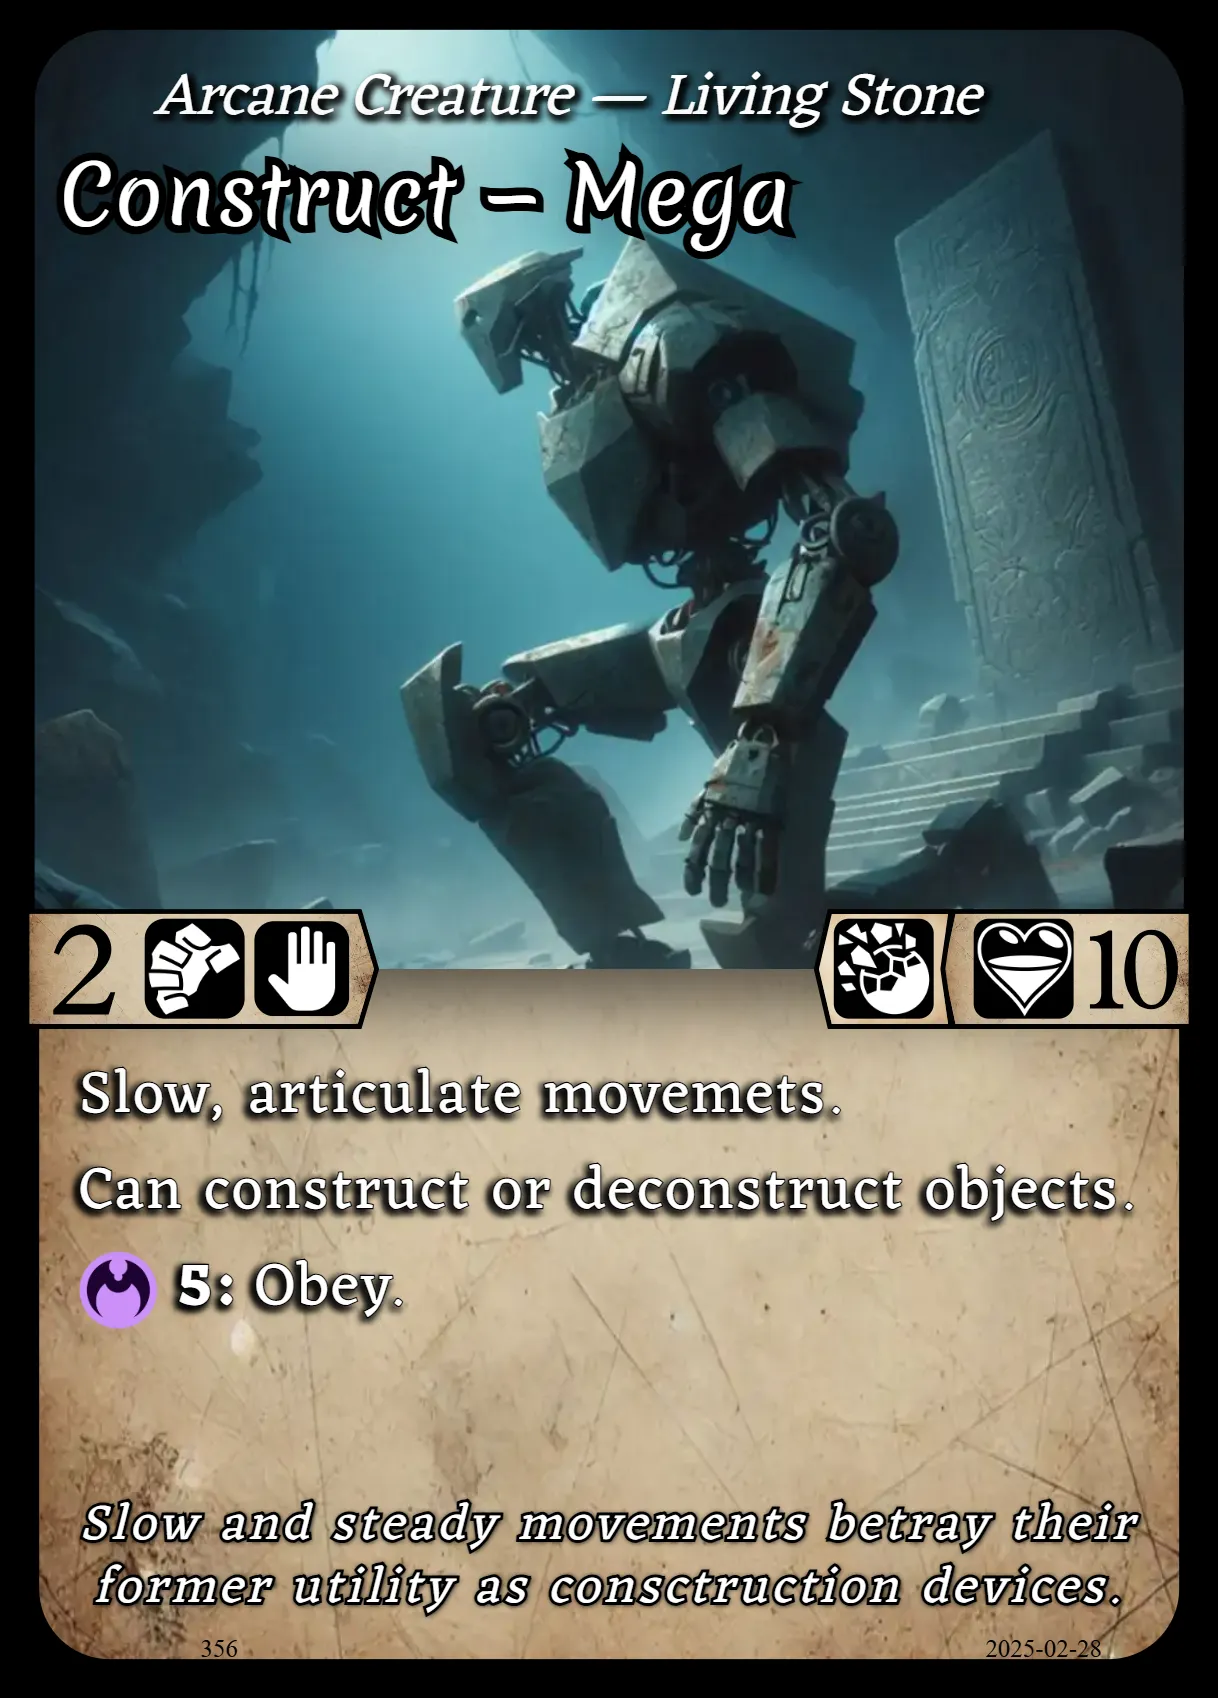 Arcane Creature — Living Stone
Construct – Mega
2
10
Slow, articulate movemets.
Can construct or deconstruct objects.
5: Obey.
Slow and steady movements betray their
former utility as consctruction devices.
356
2025-02-28